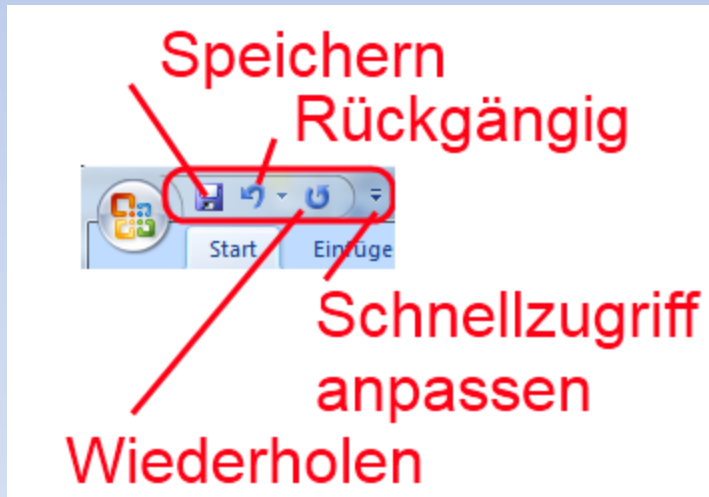 Speichern
Rückgängig
Start Einfüge
Schnellzugriff
anpassen
Wiederholen